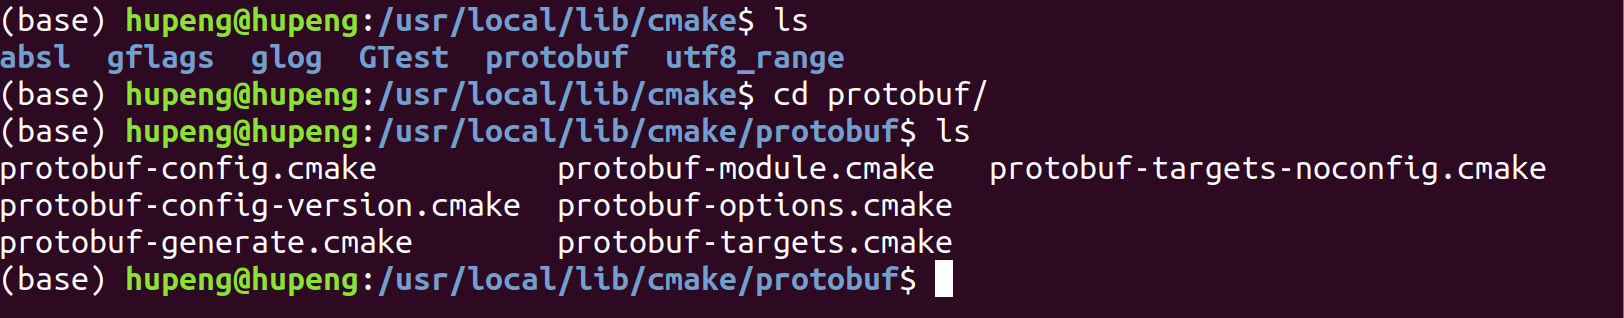 (base) hupeng@hupeng:/usr/local/lib/cmake$ ls
absl  gflags  glog  GTest  protobuf  utf8_range
(base) hupeng@hupeng:/usr/local/lib/cmake$ cd protobuf/
(base) hupeng@hupeng:/usr/local/lib/cmake/protobuf$ ls
protobuf-config.cmake          protobuf-module.cmake   protobuf-targets-noconfig.cmake
protobuf-config-version.cmake  protobuf-options.cmake
protobuf-generate.cmake        protobuf-targets.cmake
(base) hupeng@hupeng:/usr/local/lib/cmake/protobuf$